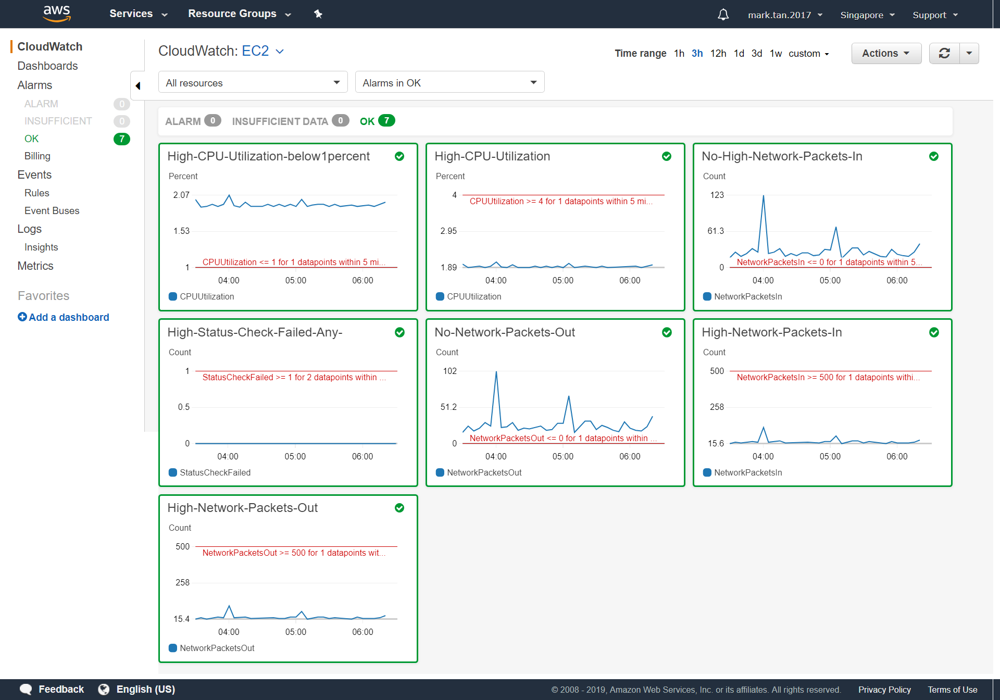 aws
Services
Resource Groups
mark.tan.2017
Singapore
Support
CloudWatch
Dashboards
Alarms
ALARM 0
INSUFFICIENT 0
OK 7
Billing
Events
Rules
Event Buses
Logs
Insights
Metrics
Favorites
Add a dashboard
CloudWatch: EC2
Time range 1h 3h 12h 1d 3d 1w custom
Actions
All resources
Alarms in OK
ALARM 0 INSUFFICIENT DATA 0 OK 7
High-CPU-Utilization-below1percent
Percent
2.07
1.53
CPUUtilization <= 1 for 1 datapoints within 5 mi...
1
04:00 05:00 06:00
CPUUtilization
High-CPU-Utilization
Percent
4
CPUUtilization >= 4 for 1 datapoints within 5 mi...
2.95
1.89
04:00 05:00 06:00
CPUUtilization
No-High-Network-Packets-In
Count
123
61.3
NetworkPacketsIn <= 0 for 1 datapoints within 5...
0
04:00 05:00 06:00
NetworkPacketsIn
High-Status-Check-Failed-Any-
Count
1
StatusCheckFailed >= 1 for 2 datapoints within ...
0.5
0
04:00 05:00 06:00
StatusCheckFailed
No-Network-Packets-Out
Count
102
51.2
NetworkPacketsOut <= 0 for 1 datapoints within ...
0
04:00 05:00 06:00
NetworkPacketsOut
High-Network-Packets-In
Count
500
NetworkPacketsIn >= 500 for 1 datapoints withi...
258
15.6
04:00 05:00 06:00
NetworkPacketsIn
High-Network-Packets-Out
Count
500
NetworkPacketsOut >= 500 for 1 datapoints wit...
258
15.4
04:00 05:00 06:00
NetworkPacketsOut
Feedback
English (US)
© 2008 - 2019, Amazon Web Services, Inc. or its affiliates. All rights reserved.
Privacy Policy
Terms of Use